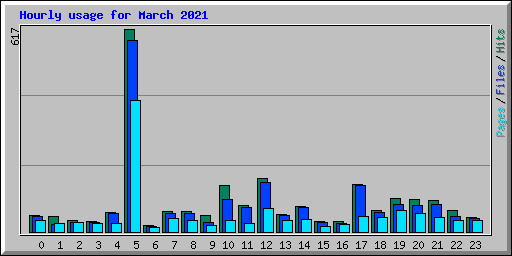 Hourly usage for March 2021
617
Pages / Files / Hits
0 1 2 3 4 5 6 7 8 9 10 11 12 13 14 15 16 17 18 19 20 21 22 23